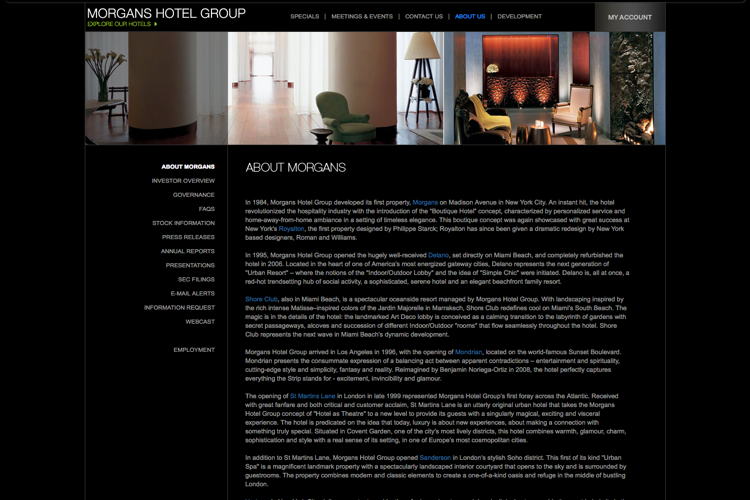 MORGANS HOTEL GROUP
EXPLORE OUR HOTELS
SPECIALS | MEETINGS & EVENTS | CONTACT US | ABOUT US | DEVELOPMENT
MY ACCOUNT
ABOUT MORGANS
INVESTOR OVERVIEW
GOVERNANCE
FAQS
STOCK INFORMATION
PRESS RELEASES
ANNUAL REPORTS
PRESENTATIONS
SEC FILINGS
E-MAIL ALERTS
INFORMATION REQUEST
WEBCAST
EMPLOYMENT
ABOUT MORGANS
In 1984, Morgans Hotel Group developed its first property, Morgans on Madison Avenue in New York City. An instant hit, the hotel
revolutionized the hospitality industry with the introduction of the "Boutique Hotel" concept, characterized by personalized service and
home-away-from-home ambiance in a setting of timeless elegance. This boutique concept was again showcased with great success at
New York's Royalton, the first property designed by Philippe Starck; Royalton has since been given a dramatic redesign by New York
based designers, Roman and Williams.
In 1995, Morgans Hotel Group opened the hugely well-received Delano, set directly on Miami Beach, and completely refurbished the
hotel in 2006. Located in the heart of one of America's most energized gateway cities, Delano represents the next generation of
"Urban Resort" – where the notions of the "Indoor/Outdoor Lobby" and the idea of "Simple Chic" were initiated. Delano is, all at once, a
red-hot trendsetting hub of social activity, a sophisticated, serene hotel and an elegant beachfront family resort.
Shore Club, also in Miami Beach, is a spectacular oceanside resort managed by Morgans Hotel Group. With landscaping inspired by
the rich intense Matisse–inspired colors of the Jardin Majorelle in Marrakesh, Shore Club redefines cool on Miami's South Beach. The
magic is in the details of the hotel: the landmarked Art Deco lobby is conceived as a calming transition to the labyrinth of gardens with
secret passageways, alcoves and succession of different Indoor/Outdoor "rooms" that flow seamlessly throughout the hotel. Shore
Club represents the next wave in Miami Beach's dynamic development.
Morgans Hotel Group arrived in Los Angeles in 1996, with the opening of Mondrian, located on the world-famous Sunset Boulevard.
Mondrian presents the consummate expression of a balancing act between apparent contradictions – entertainment and spirituality,
cutting-edge style and simplicity, fantasy and reality. Reimagined by Benjamin Noriega-Ortiz in 2008, the hotel perfectly captures
everything the Strip stands for - excitement, invincibility and glamour.
The opening of St Martins Lane in London in late 1999 represented Morgans Hotel Group's first foray across the Atlantic. Received
with great fanfare and both critical and customer acclaim, St Martins Lane is an utterly original urban hotel that takes the Morgans
Hotel Group concept of "Hotel as Theatre" to a new level to provide its guests with a singularly magical, exciting and visceral
experience. The hotel is predicated on the idea that today, luxury is about new experiences, about making a connection with
something truly special. Situated in Covent Garden, one of the city's most lively districts, this hotel combines warmth, glamour, charm,
sophistication and style with a real sense of its setting, in one of Europe's most cosmopolitan cities.
In addition to St Martins Lane, Morgans Hotel Group opened Sanderson in London's stylish Soho district. This first of its kind "Urban
Spa" is a magnificent landmark property with a spectacularly landscaped interior courtyard that opens to the sky and is surrounded by
guestrooms. The property combines modern and classic elements to create a one-of-a-kind oasis and refuge in the middle of bustling
London.